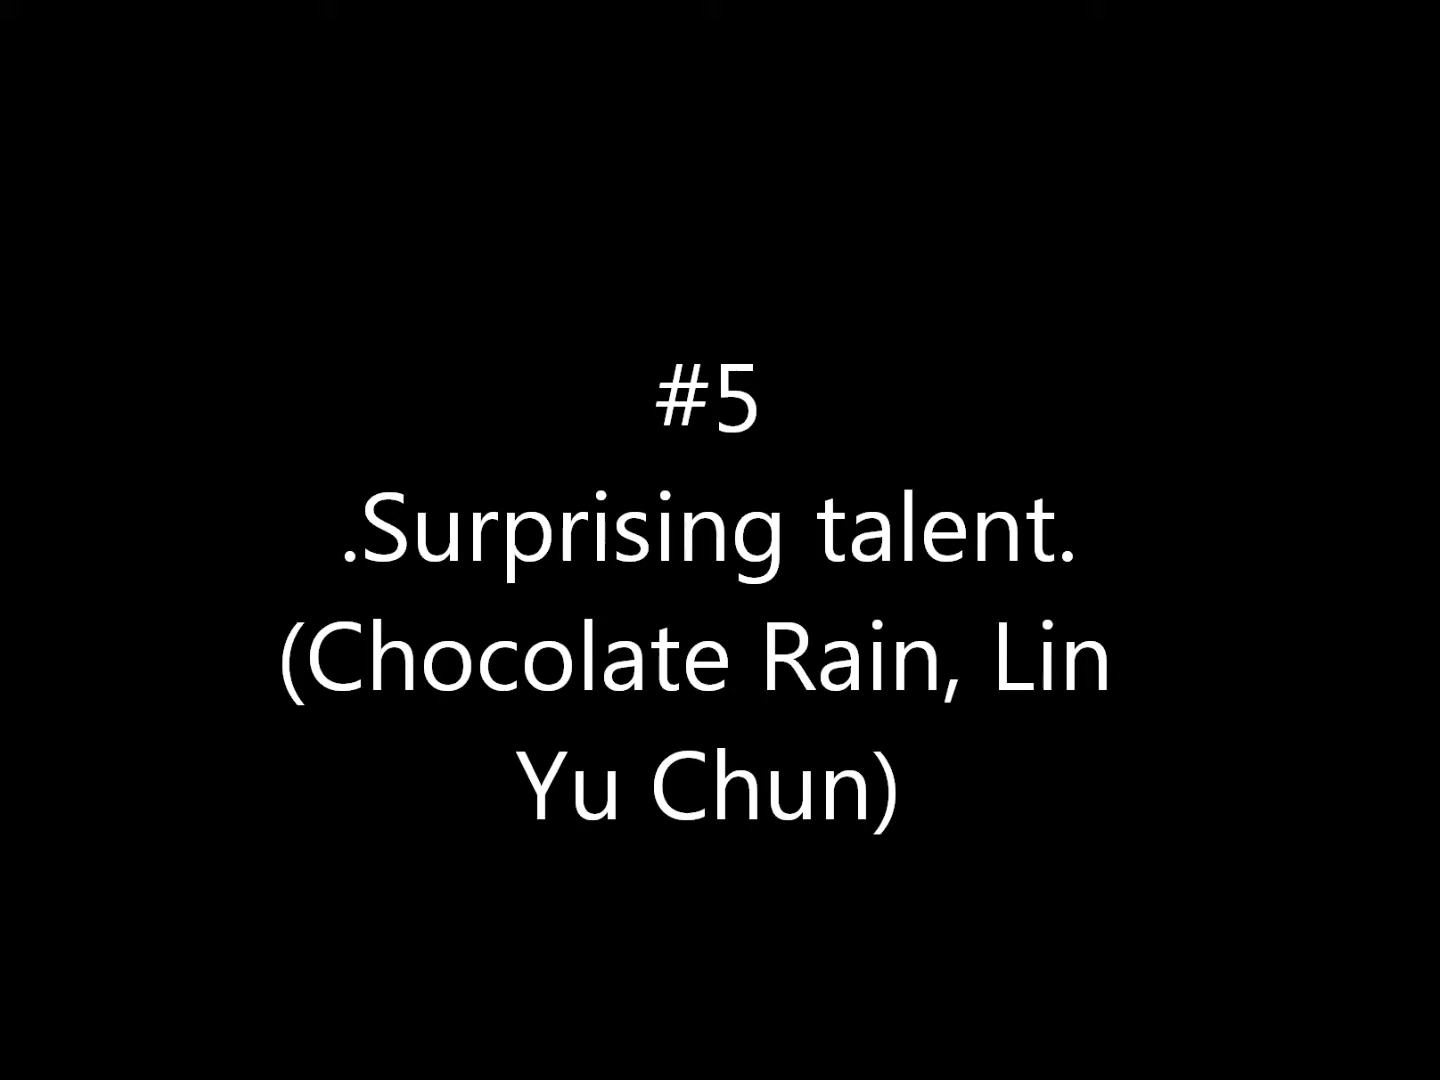 #5
.Surprising talent.
(Chocolate Rain, Lin
Yu Chun)